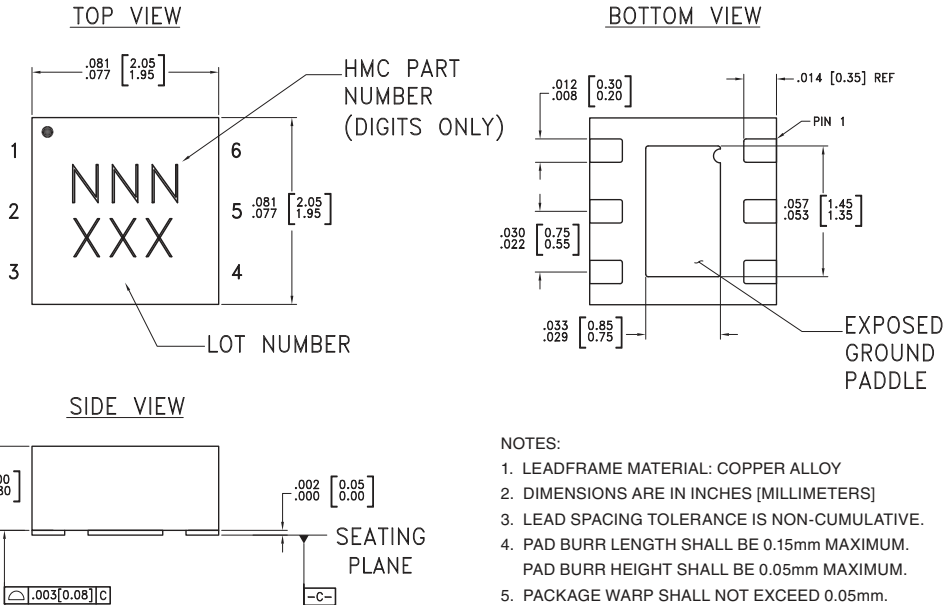 TOP VIEW
.081 [2.05]
.077 [1.95]
HMC PART
NUMBER
(DIGITS ONLY)
1
2
3
6
5
4
NNN
XXX
.081 [2.05]
.077 [1.95]
LOT NUMBER
BOTTOM VIEW
.012 [0.30]
.008 [0.20]
.014 [0.35] REF
PIN 1
.030 [0.75]
.022 [0.55]
.057 [1.45]
.053 [1.35]
.033 [0.85]
.029 [0.75]
EXPOSED
GROUND
PADDLE
SIDE VIEW
.002 [0.05]
.000 [0.00]
SEATING
PLANE
.003[0.08] C
-C-
NOTES:
1. LEADFRAME MATERIAL: COPPER ALLOY
2. DIMENSIONS ARE IN INCHES [MILLIMETERS]
3. LEAD SPACING TOLERANCE IS NON-CUMULATIVE.
4. PAD BURR LENGTH SHALL BE 0.15mm MAXIMUM.
PAD BURR HEIGHT SHALL BE 0.05mm MAXIMUM.
5. PACKAGE WARP SHALL NOT EXCEED 0.05mm.